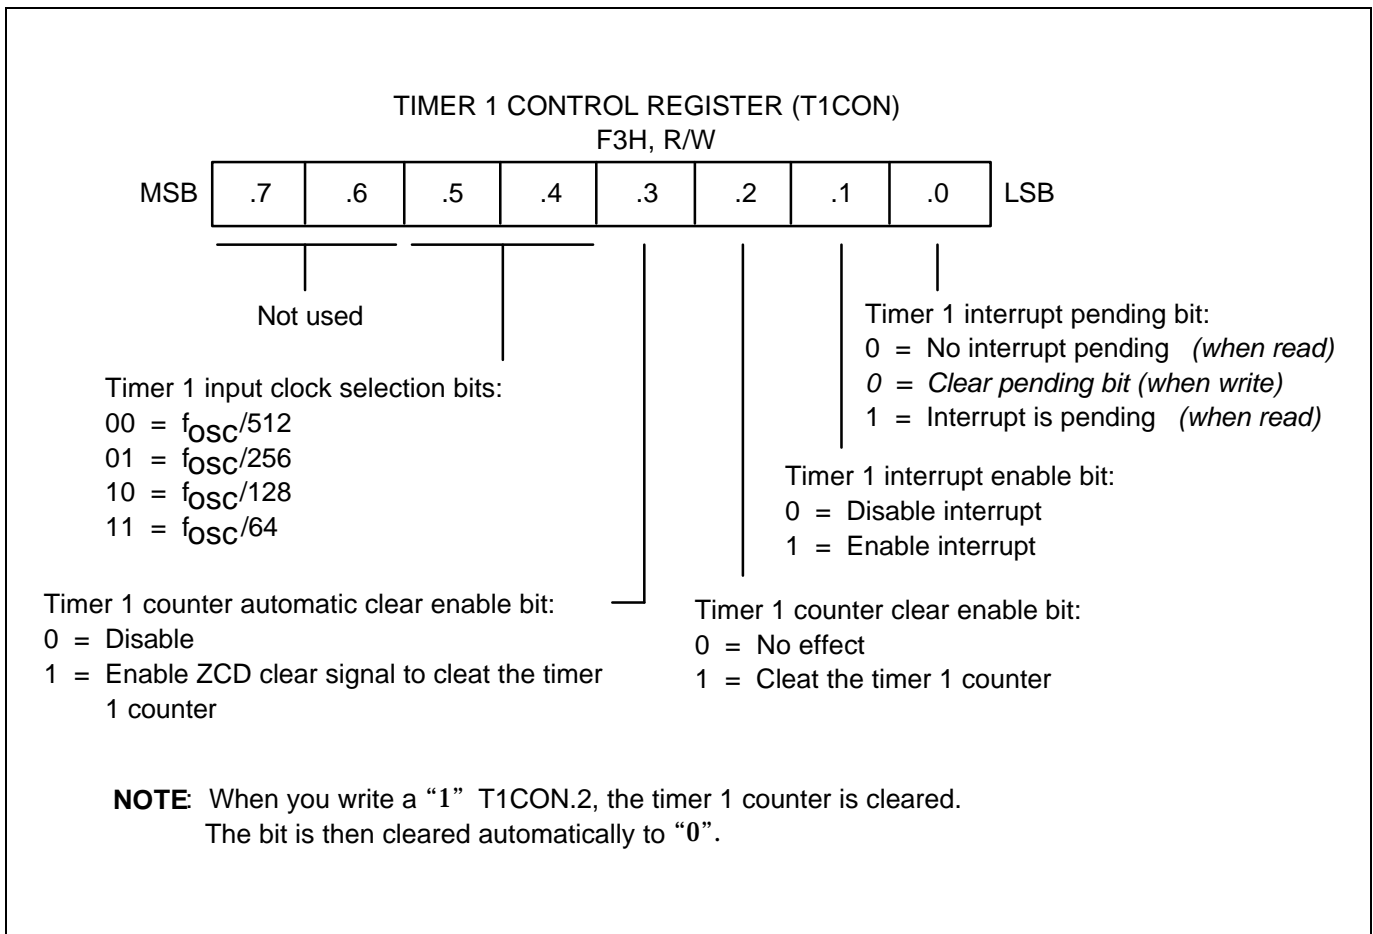 TIMER 1 CONTROL REGISTER (T1CON)
F3H, R/W
MSB .7 .6 .5 .4 .3 .2 .1 .0 LSB
Not used
Timer 1 input clock selection bits:
00 = fOSC/512
01 = fOSC/256
10 = fOSC/128
11 = fOSC/64
Timer 1 counter automatic clear enable bit:
0 = Disable
1 = Enable ZCD clear signal to cleat the timer
1 counter
Timer 1 interrupt pending bit:
0 = No interrupt pending (when read)
0 = Clear pending bit (when write)
1 = Interrupt is pending (when read)
Timer 1 interrupt enable bit:
0 = Disable interrupt
1 = Enable interrupt
Timer 1 counter clear enable bit:
0 = No effect
1 = Cleat the timer 1 counter
NOTE: When you write a “1” T1CON.2, the timer 1 counter is cleared.
The bit is then cleared automatically to “0”.